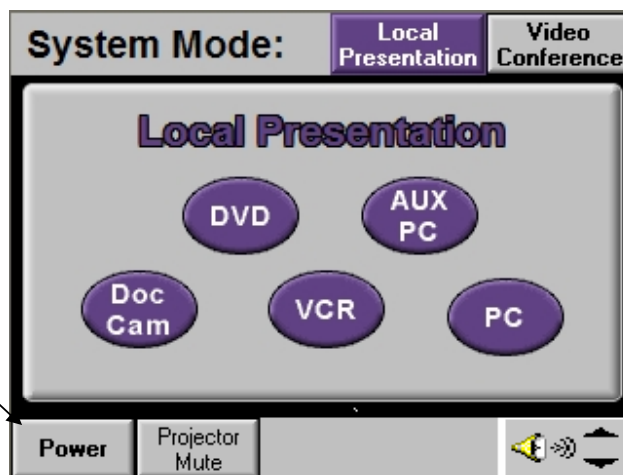 System Mode:
Local
Presentation
Video
Conference
Local Presentation
DVD
AUX
PC
Doc
Cam
VCR
PC
Power
Projector
Mute